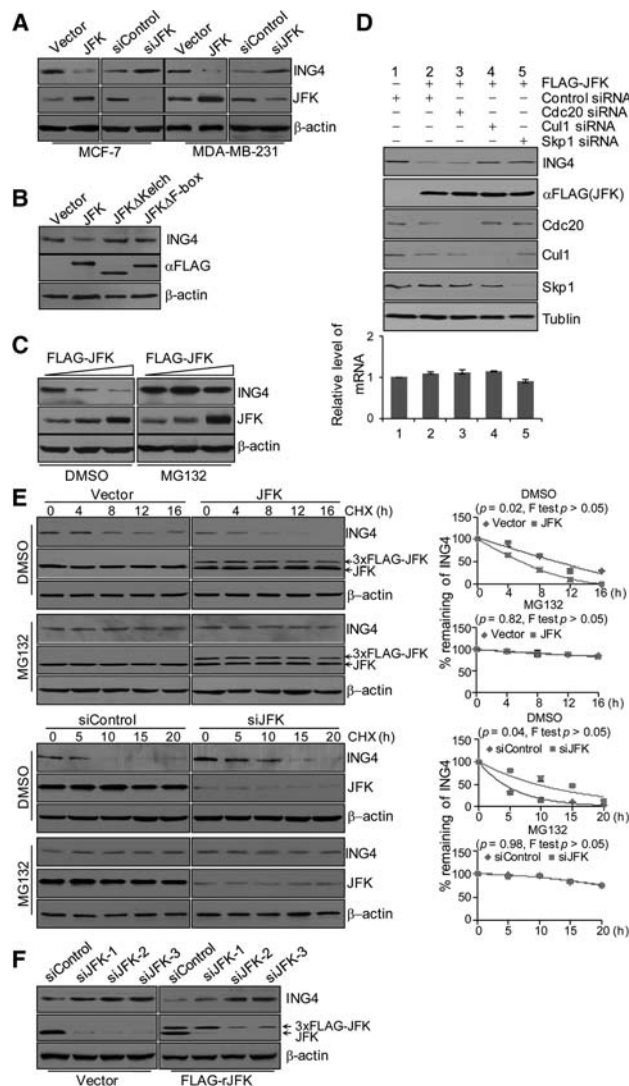 A
Vector JFK siControl siJFK Vector JFK siControl siJFK
ING4
JFK
β-actin
MCF-7 MDA-MB-231
B
Vector JFK JFKΔKelch JFKΔF-box
ING4
αFLAG
β-actin
C
FLAG-JFK FLAG-JFK
ING4
JFK
β-actin
DMSO MG132
D
1 2 3 4 5
− + + + + FLAG-JFK
+ + − − − Control siRNA
− − + − − Cdc20 siRNA
− − − + − Cul1 siRNA
− − − − + Skp1 siRNA
ING4
αFLAG(JFK)
Cdc20
Cul1
Skp1
Tublin
Relative level of mRNA
2
1
0
1 2 3 4 5
E
Vector JFK
0 4 8 12 16 0 4 8 12 16 CHX (h)
DMSO
ING4
3xFLAG-JFK
JFK
β-actin
MG132
ING4
3xFLAG-JFK
JFK
β-actin
siControl siJFK
0 5 10 15 20 0 5 10 15 20 CHX (h)
DMSO
ING4
JFK
β-actin
MG132
ING4
JFK
β-actin
% remaining of ING4
DMSO
(p = 0.02, F test p > 0.05)
Vector JFK
100
50
0
0 4 8 12 16 (h)
MG132
(p = 0.82, F test p > 0.05)
Vector JFK
100
50
0
0 4 8 12 16 (h)
% remaining of ING4
DMSO
(p = 0.04, F test p > 0.05)
siControl siJFK
100
50
0
0 5 10 15 20 (h)
MG132
(p = 0.98, F test p > 0.05)
siControl siJFK
100
50
0
0 5 10 15 20 (h)
F
siControl siJFK-1 siJFK-2 siJFK-3 siControl siJFK-1 siJFK-2 siJFK-3
ING4
3xFLAG-JFK
JFK
β-actin
Vector FLAG-rJFK